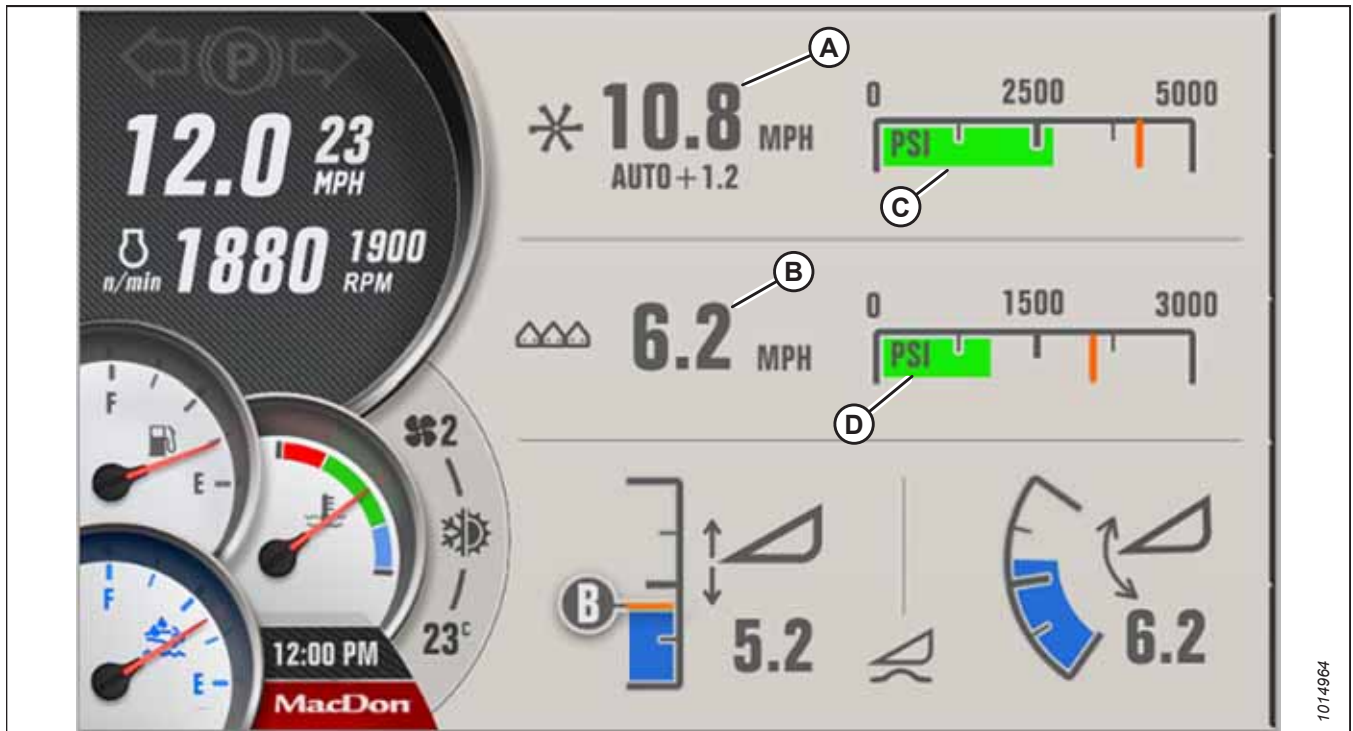 P
12.0 23 MPH
n/min 1880 1900 RPM
F
E
F
E
2
23°C
12:00 PM
MacDon
A
10.8 MPH
AUTO+1.2
0 2500 5000
PSI
C
B
6.2 MPH
0 1500 3000
PSI
D
B
5.2
6.2
1014964